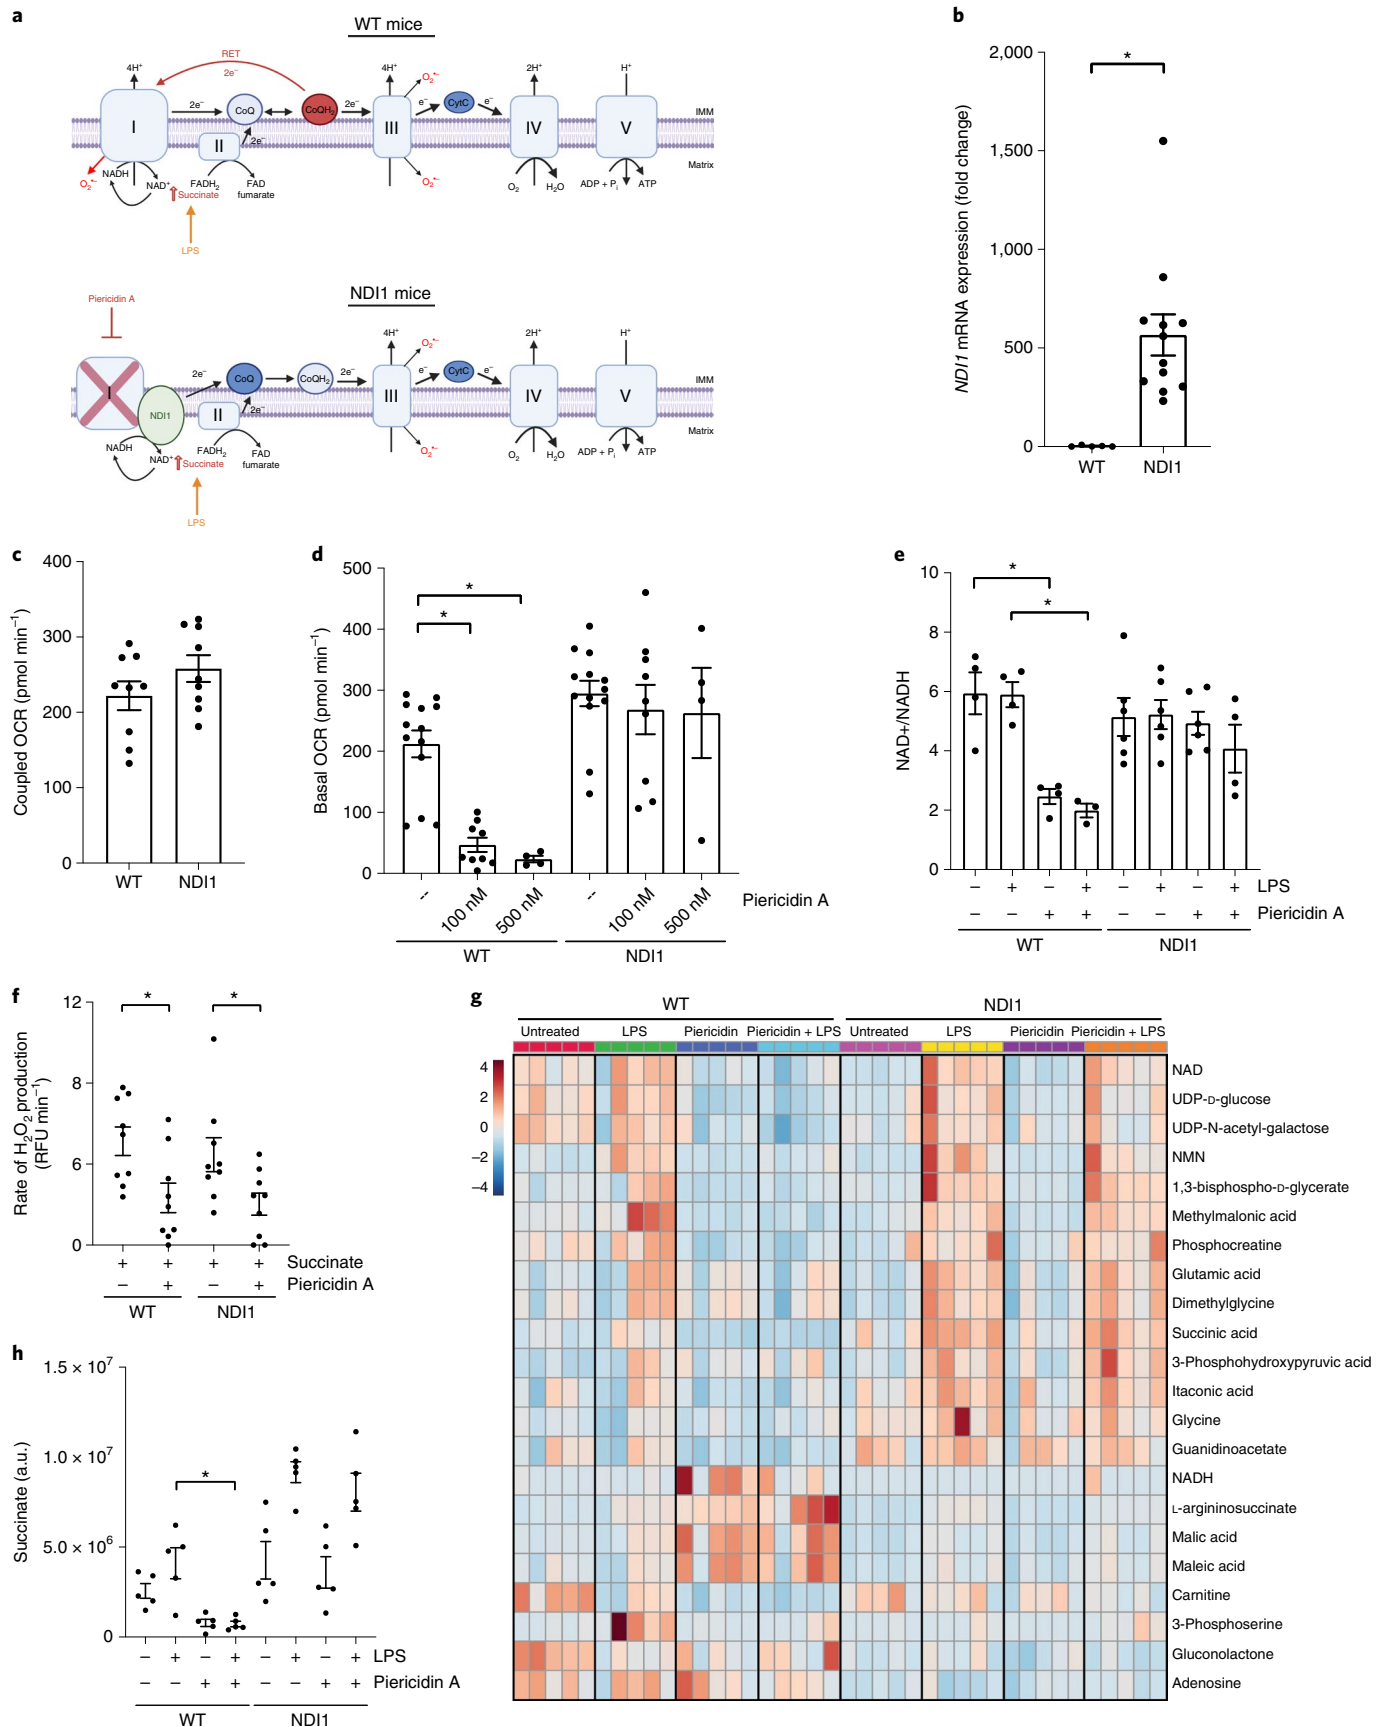 a
WT mice
RET
2e⁻
4H⁺
4H⁺
O₂•⁻
2H⁺
H⁺
2e⁻
CoQ
CoQH₂
2e⁻
e⁻
CytC
e⁻
IMM
I
II
2e⁻
III
IV
V
Matrix
O₂•⁻
NADH
NAD⁺
Succinate
FADH₂
FAD
fumarate
O₂•⁻
O₂
H₂O
ADP + Pᵢ
ATP
LPS
NDI1 mice
Piericidin A
4H⁺
O₂•⁻
2H⁺
H⁺
2e⁻
CoQ
CoQH₂
2e⁻
e⁻
CytC
e⁻
IMM
I
NDI1
II
2e⁻
III
IV
V
Matrix
NADH
NAD⁺
Succinate
FADH₂
FAD
fumarate
O₂•⁻
O₂
H₂O
ADP + Pᵢ
ATP
LPS
b
NDI1 mRNA expression (fold change)
2,000
1,500
1,000
500
0
*
WT
NDI1
c
Coupled OCR (pmol min⁻¹)
400
300
200
100
0
WT
NDI1
d
Basal OCR (pmol min⁻¹)
500
400
300
200
100
0
*
*
--
100 nM
500 nM
--
100 nM
500 nM
Piericidin A
WT
NDI1
e
NAD+/NADH
10
8
6
4
2
0
*
*
– + – + – + – + LPS
– – + + – – + + Piericidin A
WT
NDI1
f
Rate of H₂O₂ production
(RFU min⁻¹)
12
8
6
0
*
*
+ + + + Succinate
– + – + Piericidin A
WT
NDI1
g
WT
NDI1
Untreated
LPS
Piericidin
Piericidin + LPS
Untreated
LPS
Piericidin
Piericidin + LPS
4
2
0
–2
–4
NAD
UDP-D-glucose
UDP-N-acetyl-galactose
NMN
1,3-bisphospho-D-glycerate
Methylmalonic acid
Phosphocreatine
Glutamic acid
Dimethylglycine
Succinic acid
3-Phosphohydroxypyruvic acid
Itaconic acid
Glycine
Guanidinoacetate
NADH
L-argininosuccinate
Malic acid
Maleic acid
Carnitine
3-Phosphoserine
Gluconolactone
Adenosine
h
Succinate (a.u.)
1.5 × 10⁷
1.0 × 10⁷
5.0 × 10⁶
0
*
– + – + – + – + LPS
– – + + – – + + Piericidin A
WT
NDI1